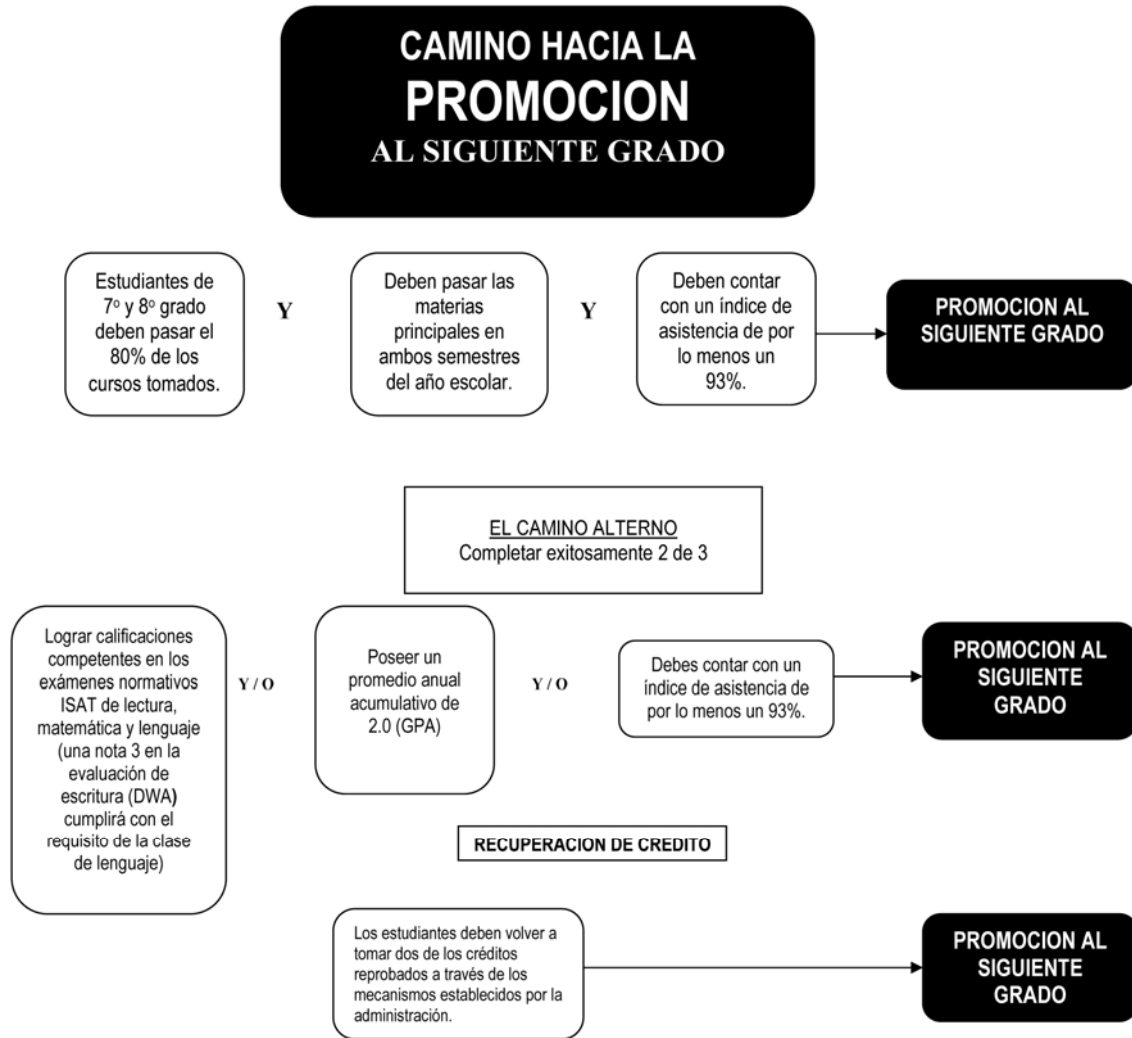 CAMINO HACIA LA
PROMOCION
AL SIGUIENTE GRADO
Estudiantes de
7º y 8º grado
deben pasar el
80% de los
cursos tomados.
Y
Deben pasar las
materias
principales en
ambos semestres
del año escolar.
Y
Deben contar
con un índice de
asistencia de por
lo menos un
93%.
PROMOCION AL
SIGUIENTE GRADO
EL CAMINO ALTERNO
Completar exitosamente 2 de 3
Lograr calificaciones
competentes en los
exámenes normativos
ISAT de lectura,
matemática y lenguaje
(una nota 3 en la
evaluación de
escritura (DWA)
cumplirá con el
requisito de la clase
de lenguaje)
Y / O
Poseer un
promedio anual
acumulativo de
2.0 (GPA)
Y / O
Debes contar con un
índice de asistencia de
por lo menos un 93%.
PROMOCION AL
SIGUIENTE
GRADO
RECUPERACION DE CREDITO
Los estudiantes deben volver a
tomar dos de los créditos
reprobados a través de los
mecanismos establecidos por la
administración.
PROMOCION AL
SIGUIENTE
GRADO